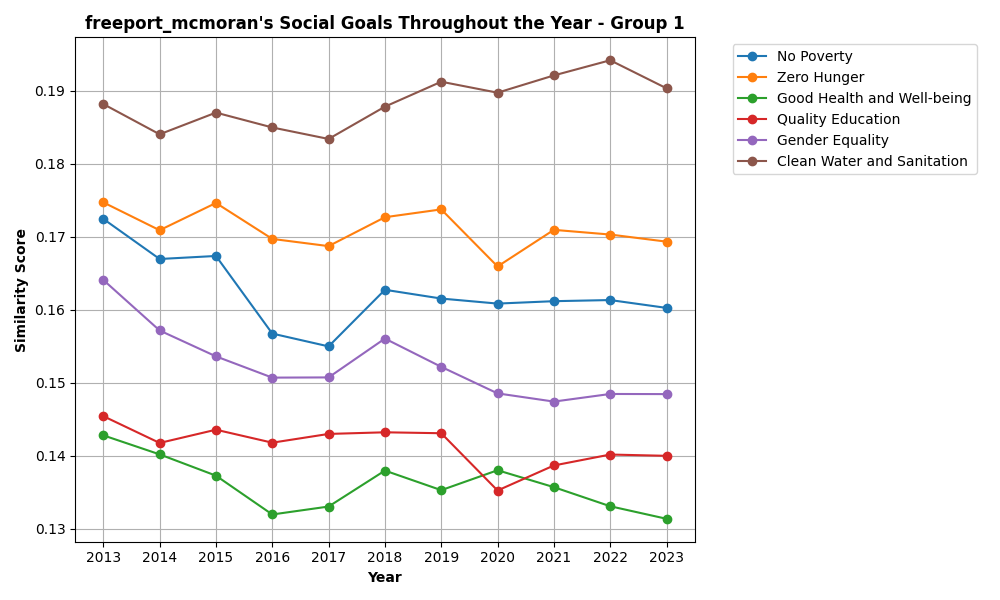 freeport_mcmoran's Social Goals Throughout the Year - Group 1
No Poverty
Zero Hunger
Good Health and Well-being
Quality Education
Gender Equality
Clean Water and Sanitation
Similarity Score
0.19
0.18
0.17
0.16
0.15
0.14
0.13
2013 2014 2015 2016 2017 2018 2019 2020 2021 2022 2023
Year